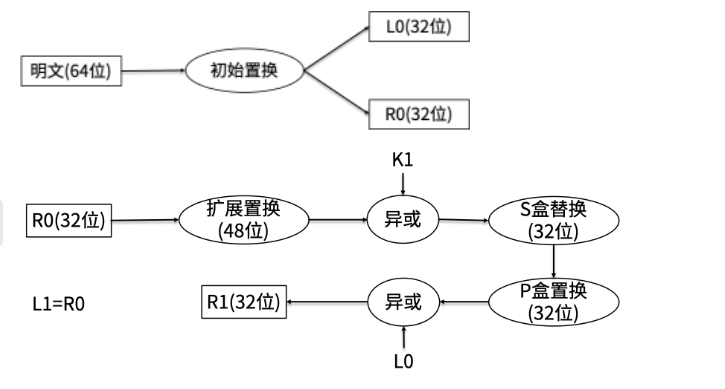 L0(32位)
明文(64位)
初始置换
R0(32位)
K1
R0(32位)
扩展置换
(48位)
异或
S盒替换
(32位)
L1=R0
R1(32位)
异或
P盒置换
(32位)
L0